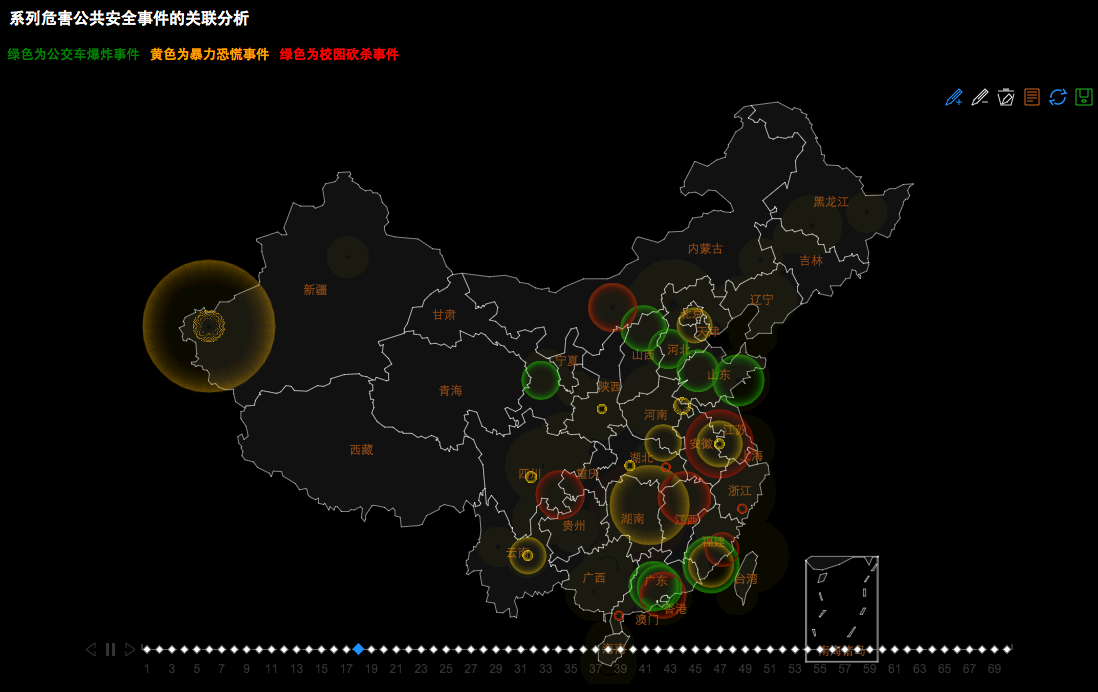 系列危害公共安全事件的关联分析
绿色为公交车爆炸事件 黄色为暴力恐慌事件 绿色为校园砍杀事件
黑龙江
内蒙古
吉林
新疆
辽宁
甘肃
北京
天津
山西
河北
宁夏
山东
青海
陕西
河南
江苏
安徽
西藏
上海
湖北
四川
重庆
浙江
湖南
江西
贵州
福建
云南
广西
广东
台湾
香港
澳门
海南
南海诸岛
1 3 5 7 9 11 13 15 17 19 21 23 25 27 29 31 33 35 37 39 41 43 45 47 49 51 53 55 57 59 61 63 65 67 69